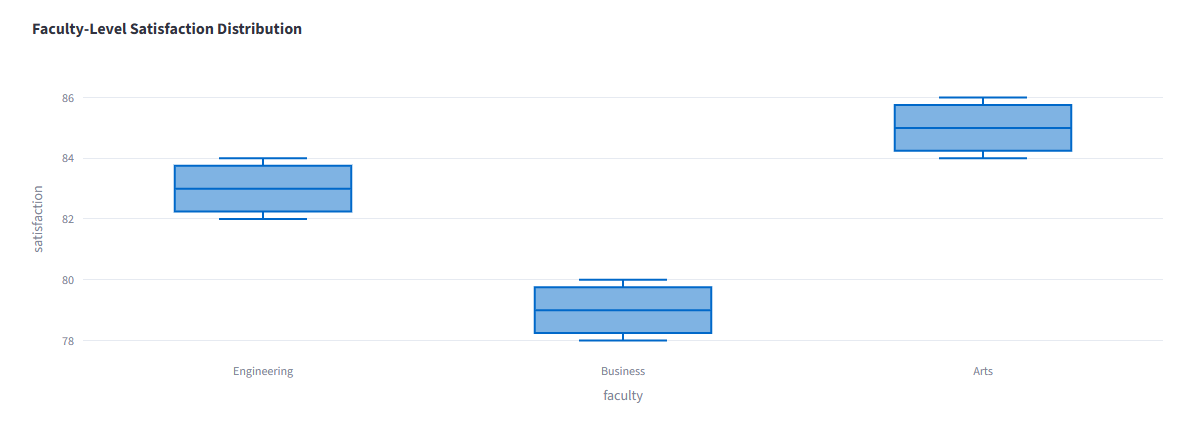 Faculty-Level Satisfaction Distribution
86
84
82
80
78
satisfaction
Engineering
Business
Arts
faculty